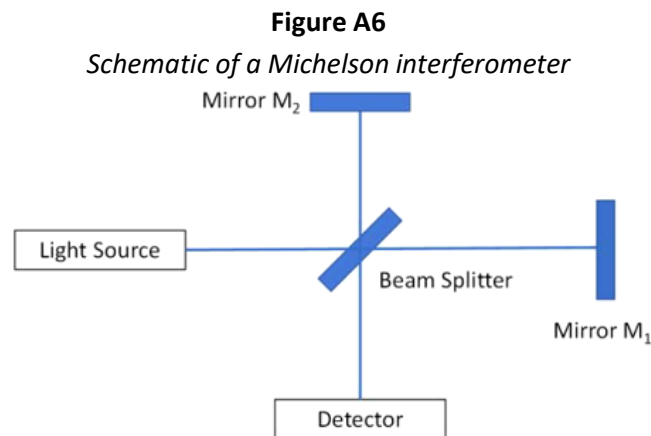 Figure A6
Schematic of a Michelson interferometer
Mirror M₂
Light Source
Beam Splitter
Mirror M₁
Detector